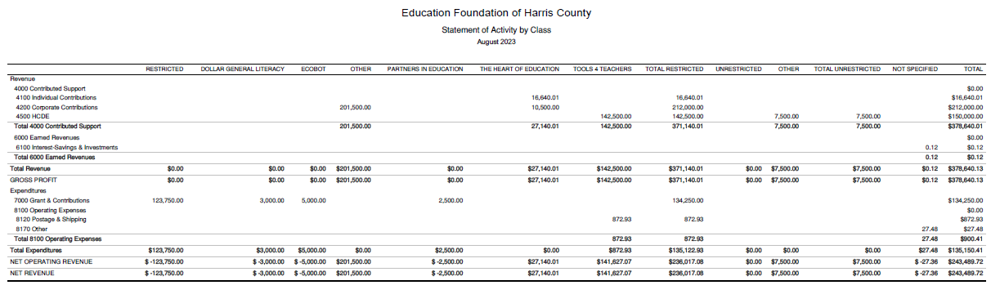 Education Foundation of Harris County
Statement of Activity by Class
August 2023
RESTRICTED DOLLAR GENERAL LITERACY ECOBOT OTHER PARTNERS IN EDUCATION THE HEART OF EDUCATION TOOLS 4 TEACHERS TOTAL RESTRICTED UNRESTRICTED OTHER TOTAL UNRESTRICTED NOT SPECIFIED TOTAL
Revenue
4000 Contributed Support $0.00
4100 Individual Contributions 16,640.01 16,640.01 $16,640.01
4200 Corporate Contributions 201,500.00 10,500.00 212,000.00 $212,000.00
4500 HCDE 142,500.00 142,500.00 7,500.00 7,500.00 $150,000.00
Total 4000 Contributed Support 201,500.00 27,140.01 142,500.00 371,140.01 7,500.00 7,500.00 $378,640.01
6000 Earned Revenues $0.00
6100 Interest-Savings & Investments 0.12 $0.12
Total 6000 Earned Revenues 0.12 $0.12
Total Revenue $0.00 $0.00 $0.00 $201,500.00 $0.00 $27,140.01 $142,500.00 $371,140.01 $0.00 $7,500.00 $7,500.00 $0.12 $378,640.13
GROSS PROFIT $0.00 $0.00 $0.00 $201,500.00 $0.00 $27,140.01 $142,500.00 $371,140.01 $0.00 $7,500.00 $7,500.00 $0.12 $378,640.13
Expenditures
7000 Grant & Contributions 123,750.00 3,000.00 5,000.00 2,500.00 134,250.00 $134,250.00
8100 Operating Expenses $0.00
8120 Postage & Shipping 872.93 872.93 $872.93
8170 Other 27.48 $27.48
Total 8100 Operating Expenses 872.93 872.93 27.48 $900.41
Total Expenditures $123,750.00 $3,000.00 $5,000.00 $0.00 $2,500.00 $0.00 $872.93 $135,122.93 $0.00 $0.00 $0.00 $27.48 $135,150.41
NET OPERATING REVENUE $ -123,750.00 $ -3,000.00 $ -5,000.00 $201,500.00 $ -2,500.00 $27,140.01 $141,627.07 $236,017.08 $0.00 $7,500.00 $7,500.00 $ -27.36 $243,489.72
NET REVENUE $ -123,750.00 $ -3,000.00 $ -5,000.00 $201,500.00 $ -2,500.00 $27,140.01 $141,627.07 $236,017.08 $0.00 $7,500.00 $7,500.00 $ -27.36 $243,489.72